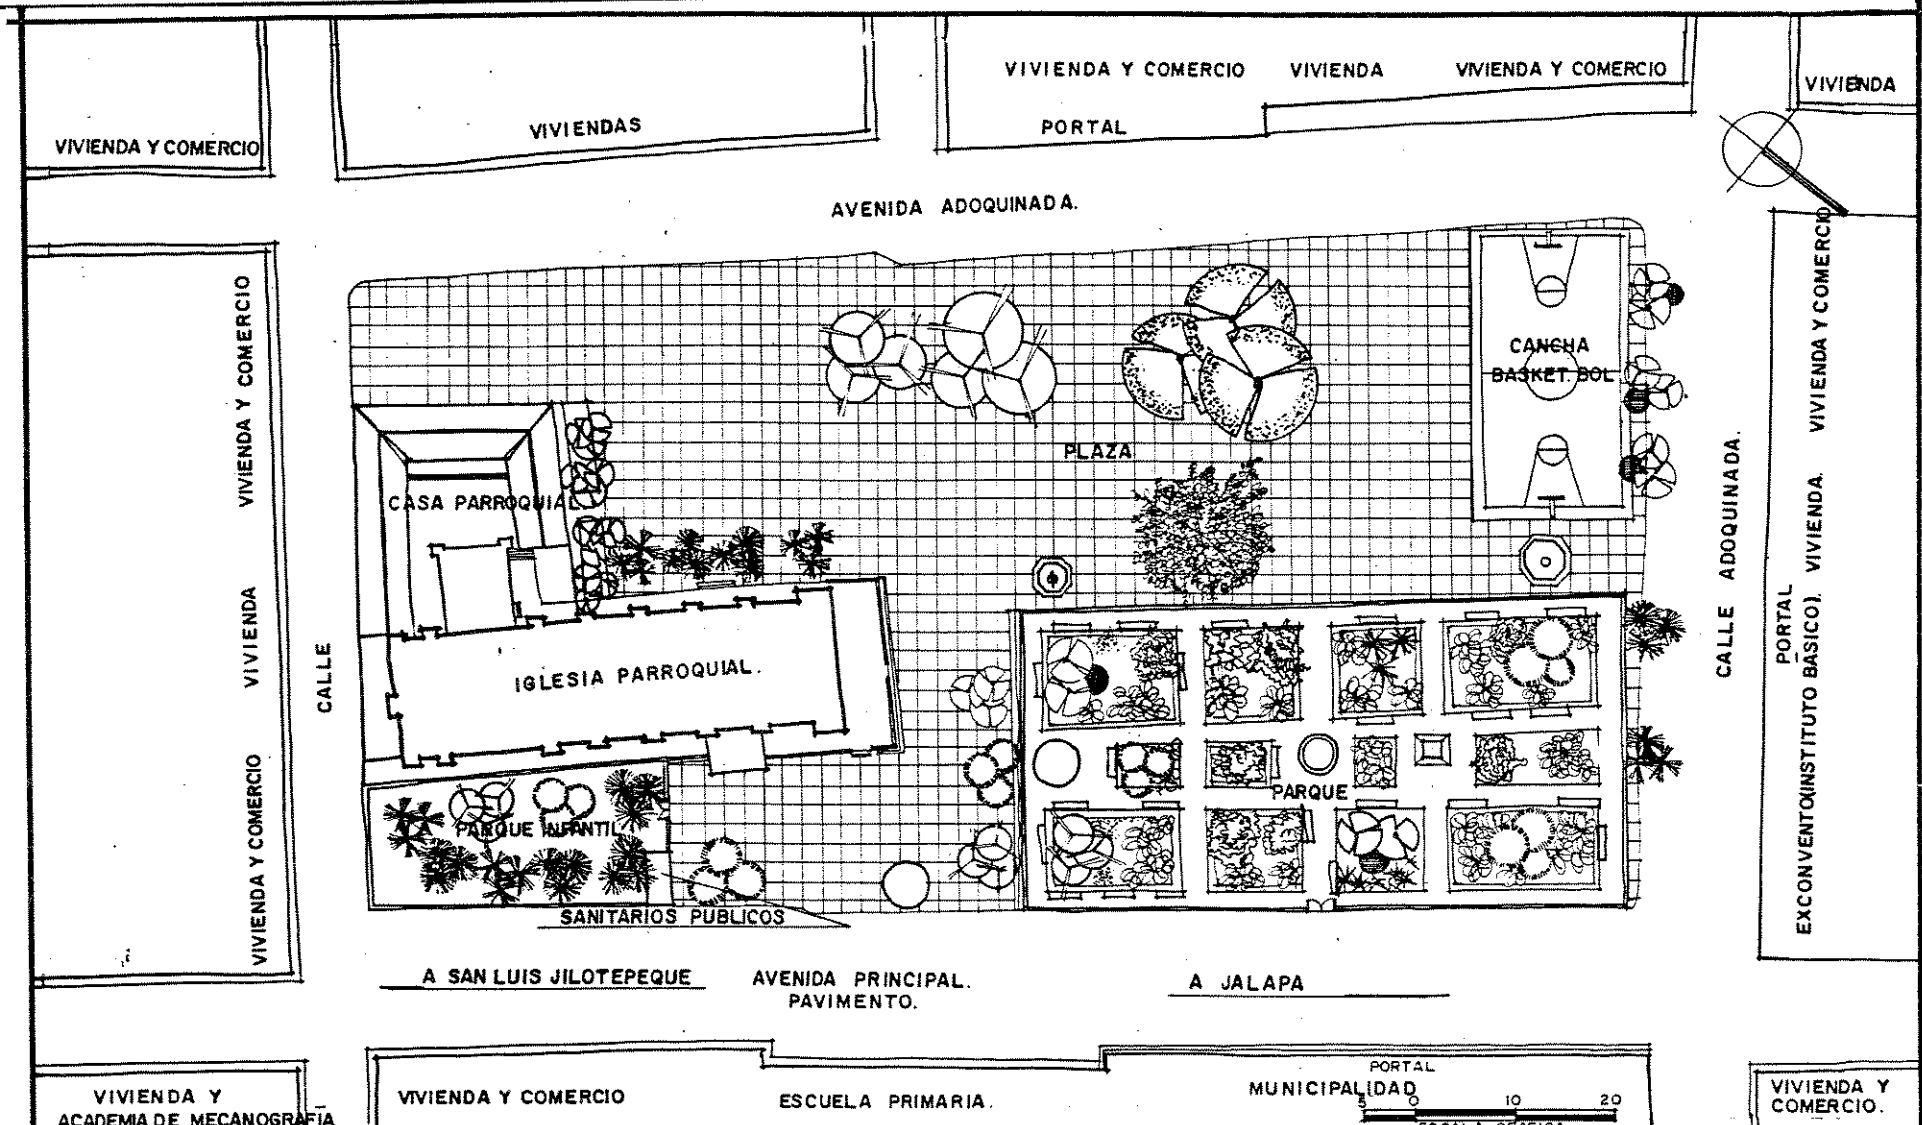 VIVIENDA Y COMERCIO
VIVIENDAS
VIVIENDA Y COMERCIO
VIVIENDA
VIVIENDA Y COMERCIO
VIVIENDA
PORTAL
AVENIDA ADOQUINADA.
VIVIENDA Y COMERCIO
VIVIENDA
VIVIENDA Y COMERCIO
CALLE
CASA PARROQUIAL
IGLESIA PARROQUIAL.
PARQUE INFANTIL
SANITARIOS PUBLICOS
PLAZA
CANCHA
BASKET BOL
PARQUE
CALLE ADOQUINADA.
PORTAL
EXCONVENTO(INSTITUTO BÁSICO). VIVIENDA. VIVIENDA Y COMERCIO
A SAN LUIS JILOTEPEQUE
AVENIDA PRINCIPAL.
PAVIMENTO.
A JALAPA
VIVIENDA Y
ACADEMIA DE MECANOGRAFÍA
VIVIENDA Y COMERCIO
ESCUELA PRIMARIA.
PORTAL
MUNICIPALIDAD
5 0 10 20
VIVIENDA Y
COMERCIO.